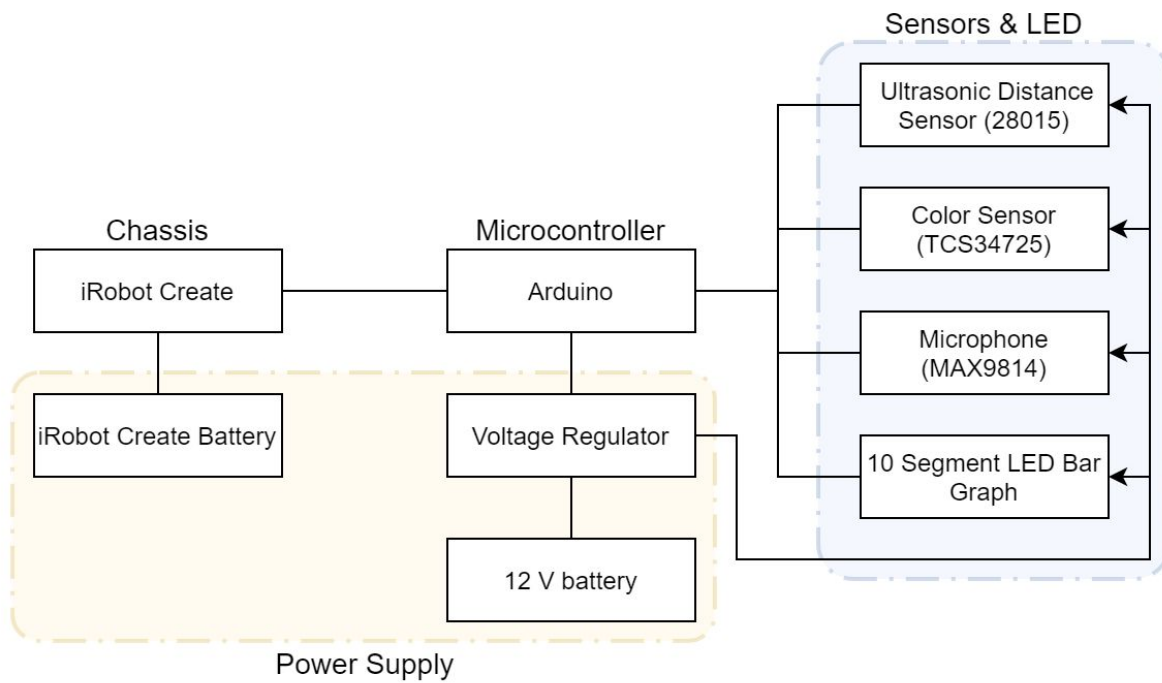 Sensors & LED
Ultrasonic Distance
Sensor (28015)
Color Sensor
(TCS34725)
Chassis
Microcontroller
iRobot Create
Arduino
Microphone
(MAX9814)
iRobot Create Battery
Voltage Regulator
10 Segment LED Bar
Graph
12 V battery
Power Supply